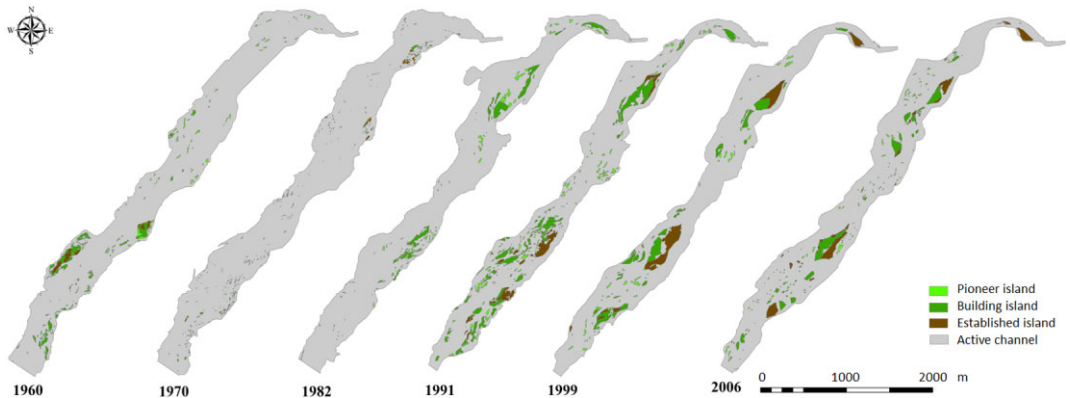 N
W E
S
Pioneer island
Building island
Established island
Active channel
0 1000 2000 m
1960 1970 1982 1991 1999 2006